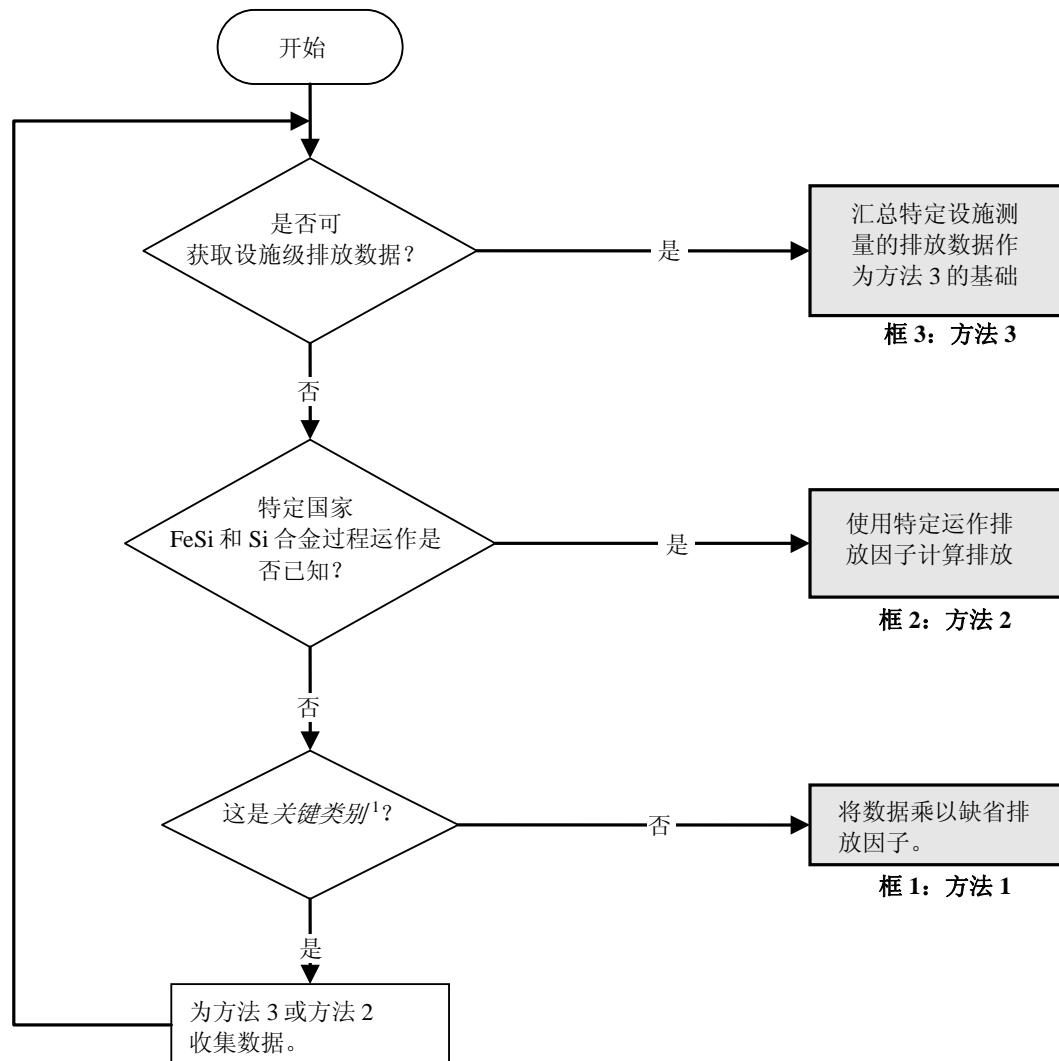 开始
是否可
获取设施级排放数据？
是
汇总特定设施测
量的排放数据作
为方法 3 的基础
框 3：方法 3
否
特定国家
FeSi 和 Si 合金过程运作是
否已知？
是
使用特定运作排
放因子计算排放
框 2：方法 2
否
这是关键类别¹？
否
将数据乘以缺省排
放因子。
框 1：方法 1
是
为方法 3 或方法 2
收集数据。